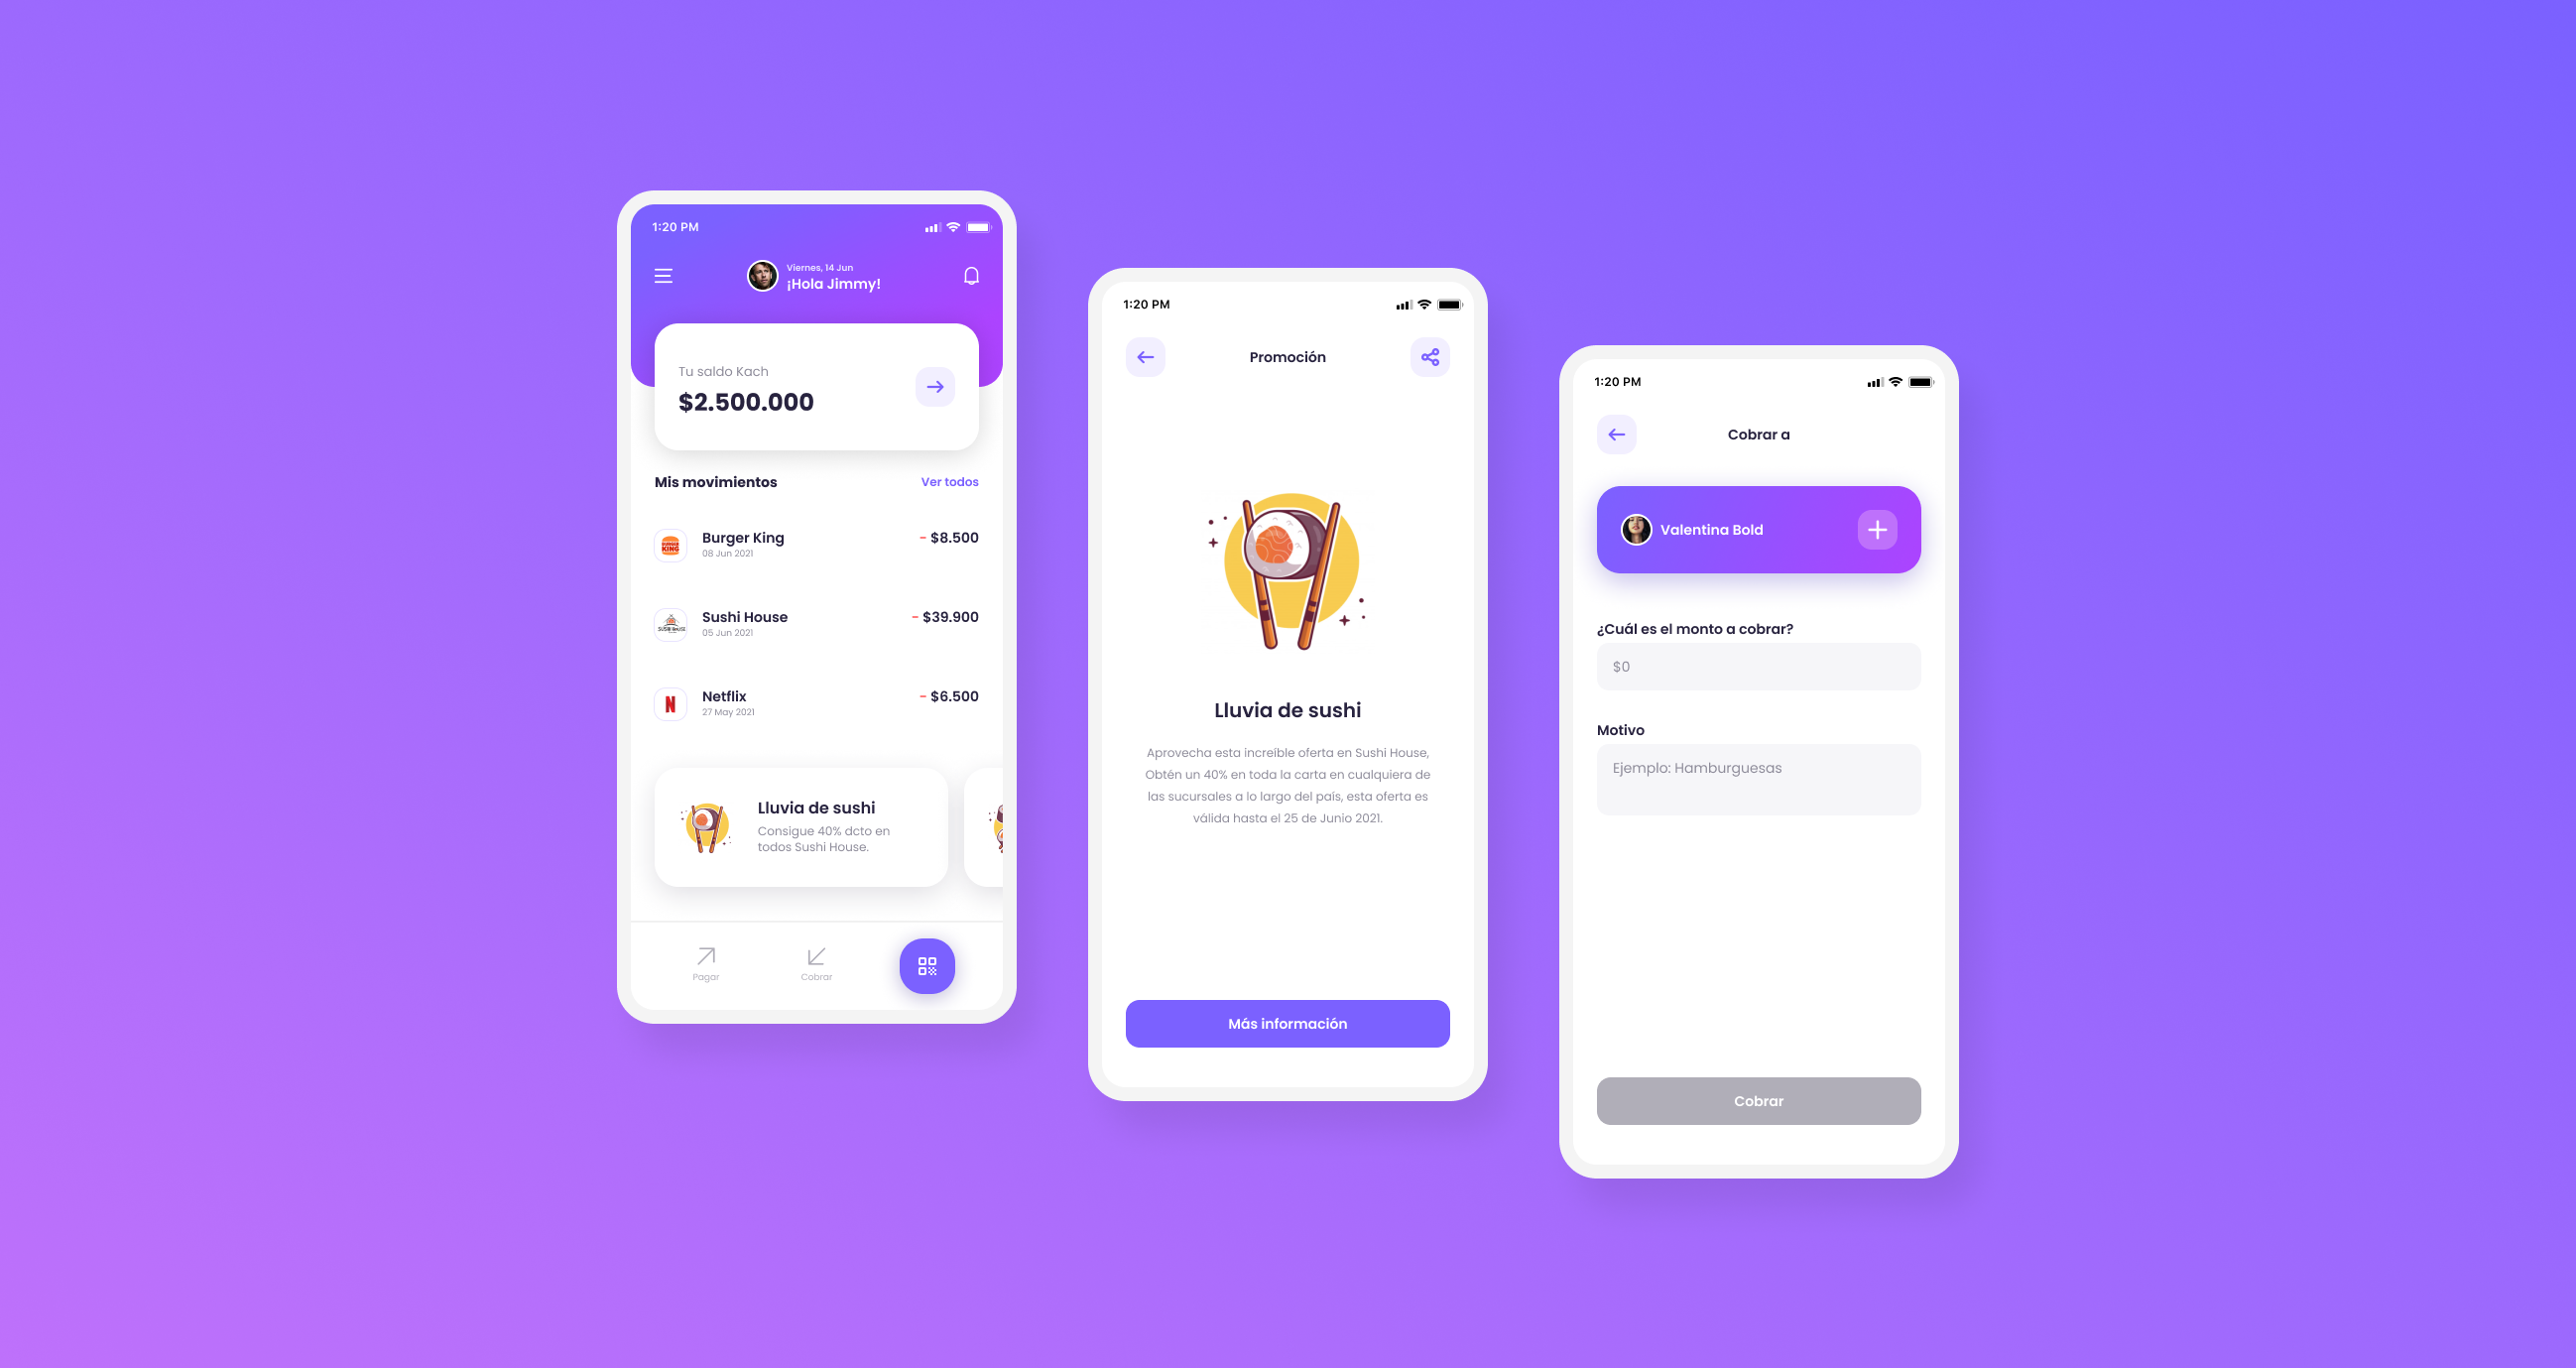 1:20 PM
Viernes, 14 Jun
¡Hola Jimmy!
Tu saldo Kach
$2.500.000
Mis movimientos
Ver todos
BURGER
KING
Burger King
- $8.500
08 Jun 2021
SUSHI HOUSE
Sushi House
- $39.900
05 Jun 2021
N
Netflix
- $6.500
27 May 2021
Lluvia de sushi
Consigue 40% dcto en
todos Sushi House.
Pagar
Cobrar
1:20 PM
Promoción
Lluvia de sushi
Aprovecha esta increíble oferta en Sushi House,
Obtén un 40% en toda la carta en cualquiera de
las sucursales a lo largo del país, esta oferta es
válida hasta el 25 de Junio 2021.
Más información
1:20 PM
Cobrar a
Valentina Bold
¿Cuál es el monto a cobrar?
$0
Motivo
Ejemplo: Hamburguesas
Cobrar